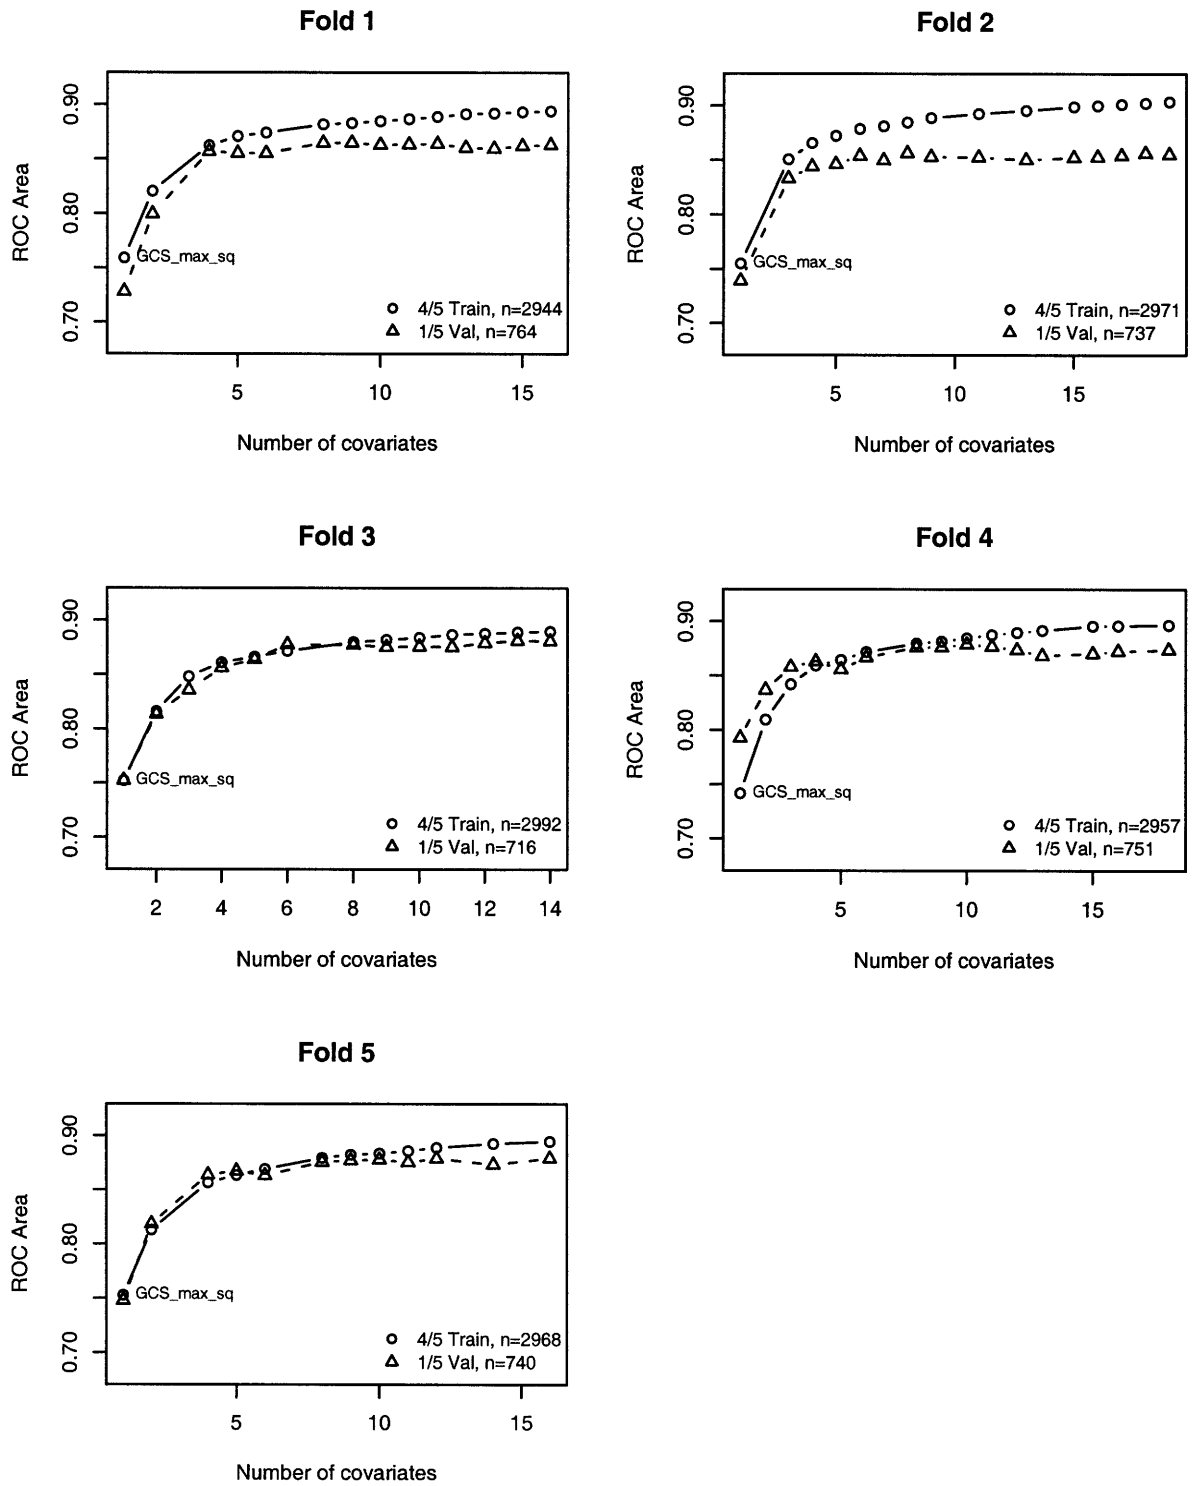 Fold 1
ROC Area
0.90
0.80
0.70
GCS_max_sq
4/5 Train, n=2944
1/5 Val, n=764
5 10 15
Number of covariates
Fold 2
ROC Area
0.90
0.80
0.70
GCS_max_sq
4/5 Train, n=2971
1/5 Val, n=737
5 10 15
Number of covariates
Fold 3
ROC Area
0.90
0.80
0.70
GCS_max_sq
4/5 Train, n=2992
1/5 Val, n=716
2 4 6 8 10 12 14
Number of covariates
Fold 4
ROC Area
0.90
0.80
0.70
GCS_max_sq
4/5 Train, n=2957
1/5 Val, n=751
5 10 15
Number of covariates
Fold 5
ROC Area
0.90
0.80
0.70
GCS_max_sq
4/5 Train, n=2968
1/5 Val, n=740
5 10 15
Number of covariates